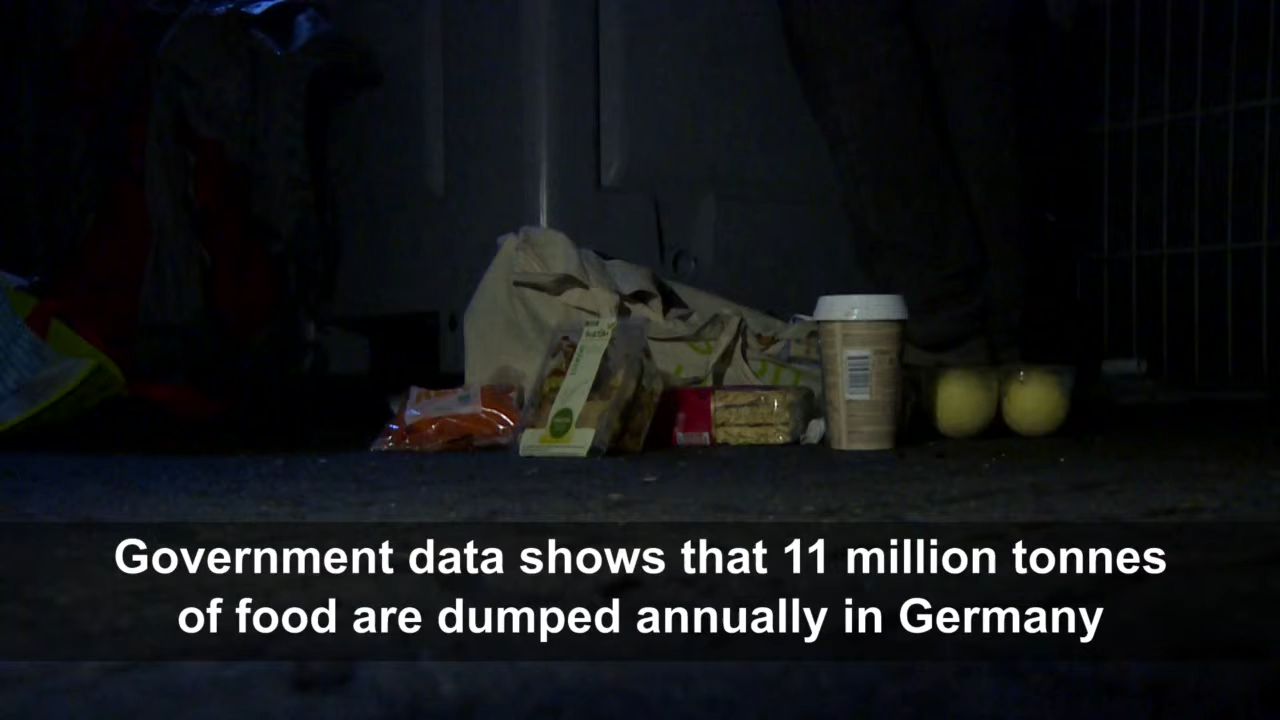 Government data shows that 11 million tonnes
of food are dumped annually in Germany